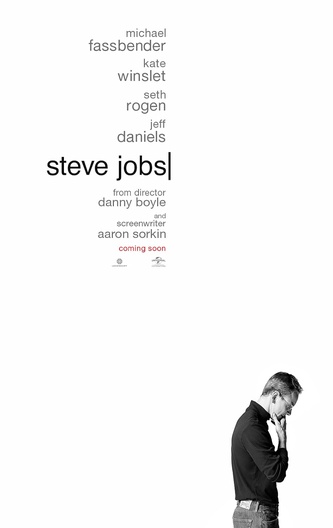 michael
fassbender
kate
winslet
seth
rogen
jeff
daniels
steve jobs|
from director
danny boyle
and
screenwriter
aaron sorkin
coming soon